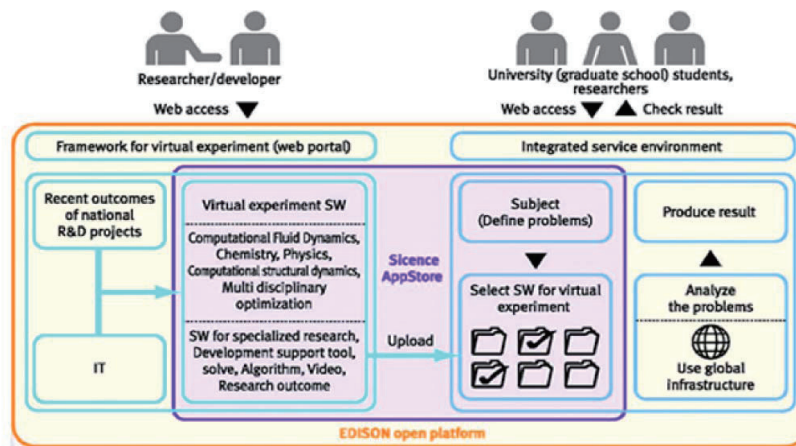 Researcher/developer
University (graduate school) students,
researchers
Web access
Web access
Check result
Framework for virtual experiment (web portal)
Integrated service environment
Recent outcomes
of national
R&D projects
IT
Virtual experiment SW
Computational Fluid Dynamics,
Chemistry, Physics,
Computational structural dynamics,
Multi disciplinary
optimization
SW for specialized research,
Development support tool,
solve, Algorithm, Video,
Research outcome
Sicence
AppStore
Upload
Subject
(Define problems)
Select SW for virtual
experiment
Produce result
Analyze
the problems
Use global
infrastructure
EDISON open platform